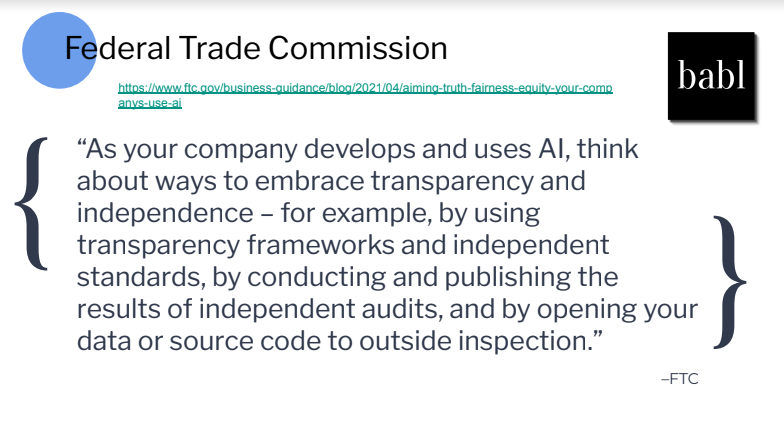 Federal Trade Commission
babl
https://www.ftc.gov/business-guidance/blog/2021/04/aiming-truth-fairness-equity-your-comp
anys-use-ai
“As your company develops and uses AI, think
about ways to embrace transparency and
independence – for example, by using
transparency frameworks and independent
standards, by conducting and publishing the
results of independent audits, and by opening your
data or source code to outside inspection.”
–FTC